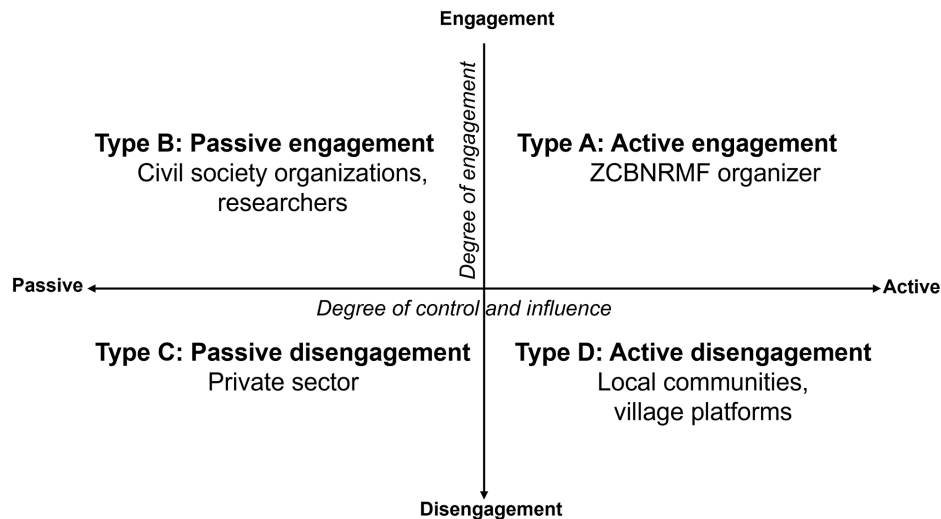 Engagement
Degree of engagement
Type B: Passive engagement
Civil society organizations,
researchers
Type A: Active engagement
ZCBNRMF organizer
Passive
Active
Degree of control and influence
Type C: Passive disengagement
Private sector
Type D: Active disengagement
Local communities,
village platforms
Disengagement